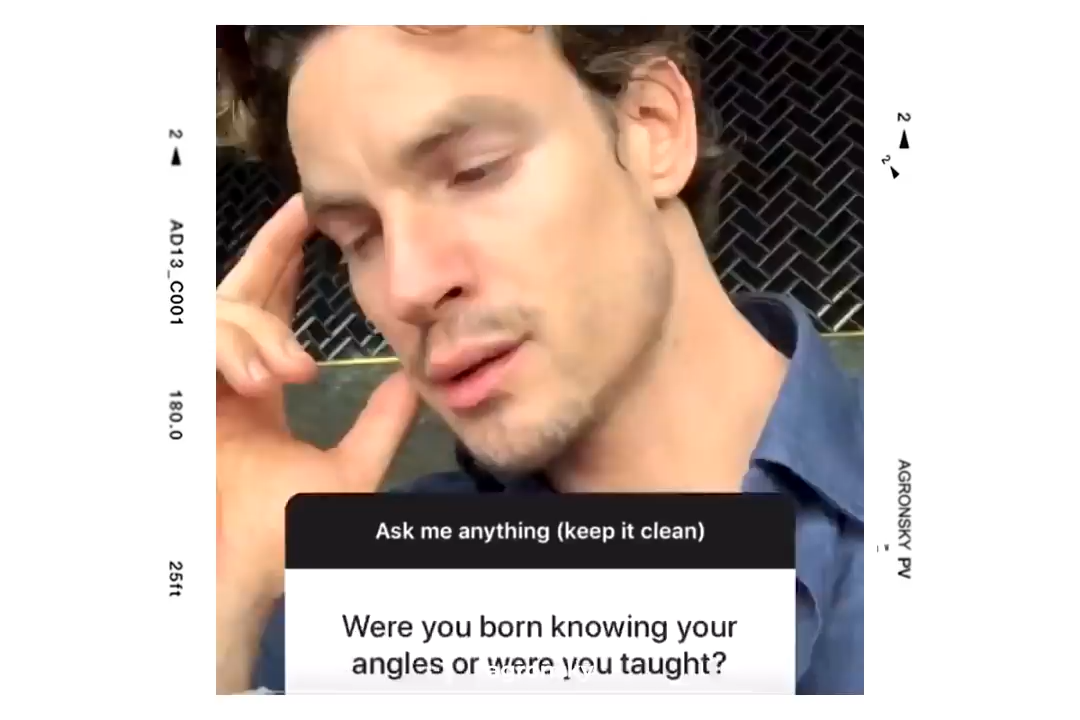 2
AD13_C001
180.0
25ft
Ask me anything (keep it clean)
Were you born knowing your
angles or were you taught?
2
2
AGRONSKY PV